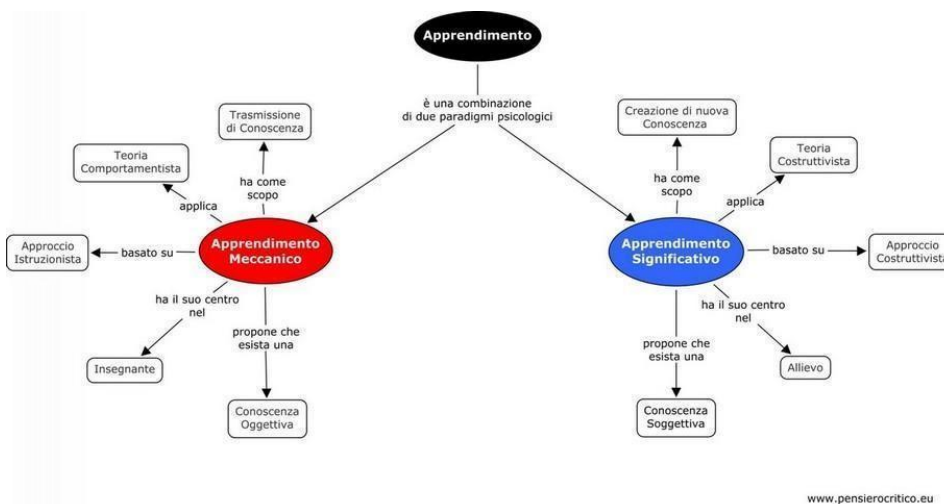 Apprendimento
è una combinazione
di due paradigmi psicologici
Trasmissione
di Conoscenza
Teoria
Comportamentista
ha come
scopo
applica
Approccio
Istruzionista
basato su
Apprendimento
Meccanico
ha il suo centro
nel
propone che
esista una
Insegnante
Conoscenza
Oggettiva
Creazione di nuova
Conoscenza
Teoria
Costruttivista
ha come
scopo
applica
Apprendimento
Significativo
basato su
Approccio
Costruttivista
ha il suo centro
nel
propone che
esista una
Allievo
Conoscenza
Soggettiva
www.pensierocritico.eu